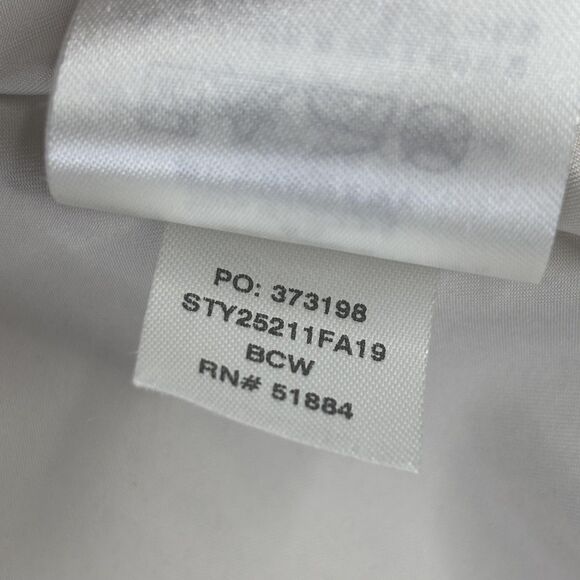 PO: 373198
STY25211FA19
BCW
RN# 51884